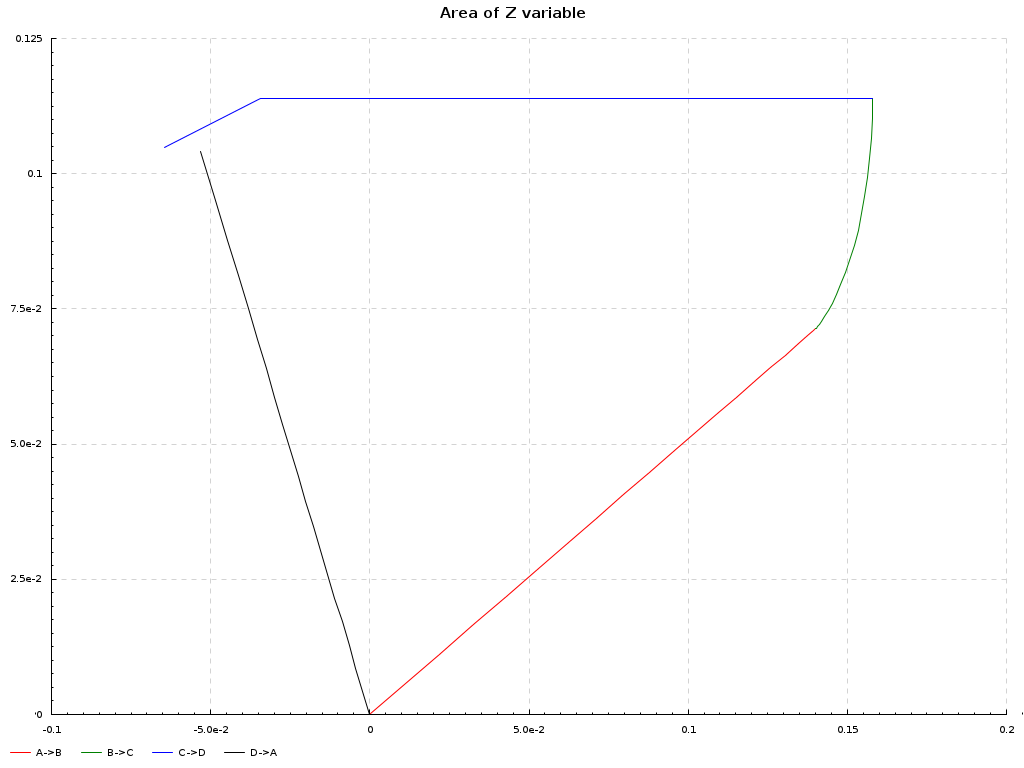 Area of Z variable
0.125
0.1
7.5e-2
5.0e-2
2.5e-2
'0
-0.1 -5.0e-2 0 5.0e-2 0.1 0.15 0.2
A->B B->C C->D D->A